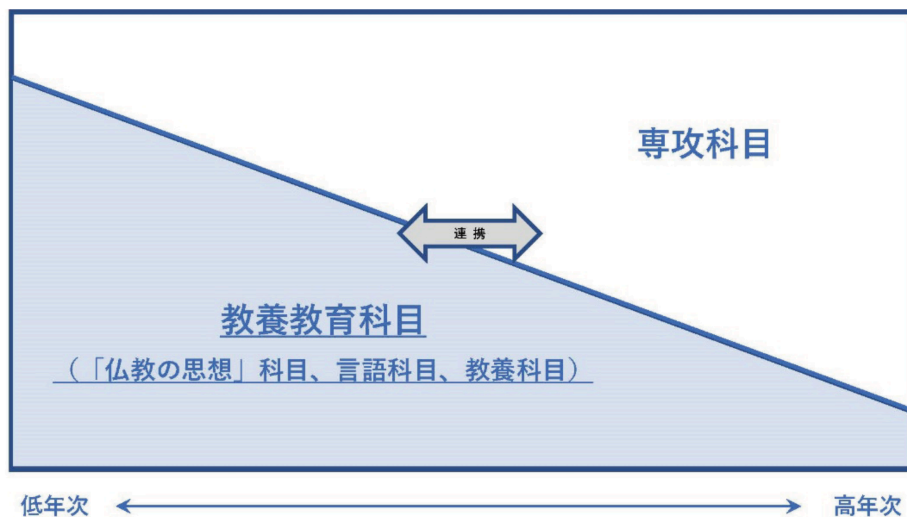 専攻科目
連携
教養教育科目
（「仏教の思想」科目、言語科目、教養科目）
低年次
高年次